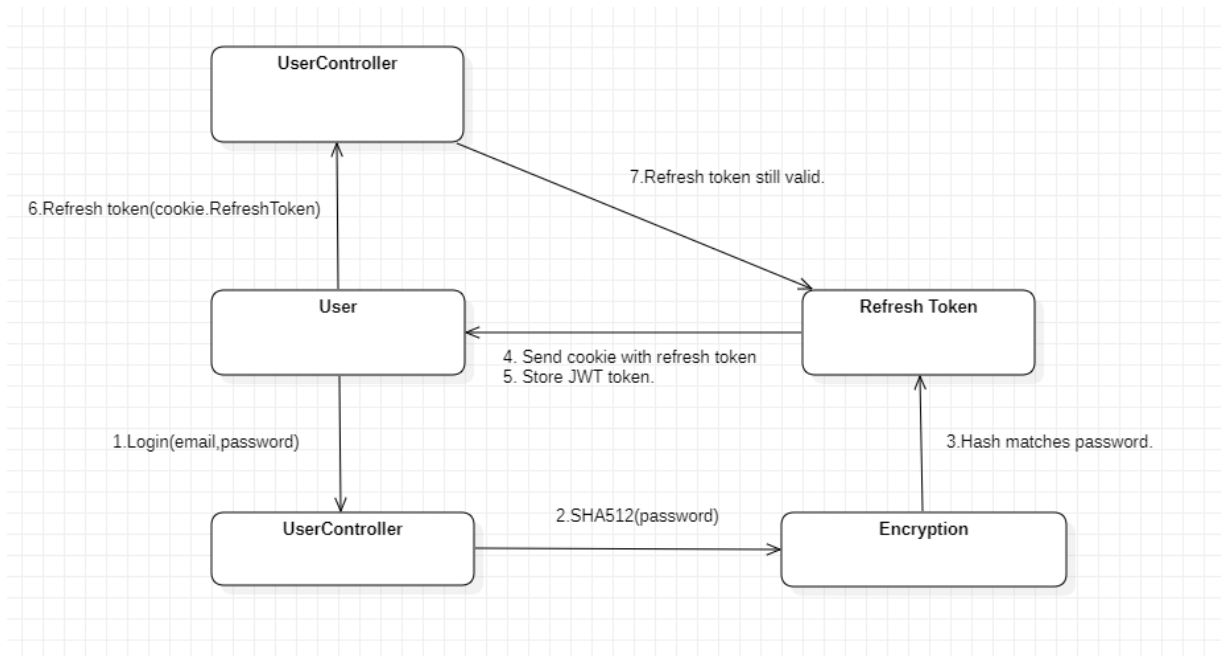 UserController
7.Refresh token still valid.
6.Refresh token(cookie.RefreshToken)
User
Refresh Token
4. Send cookie with refresh token
5. Store JWT token.
1.Login(email,password)
3.Hash matches password.
UserController
2.SHA512(password)
Encryption